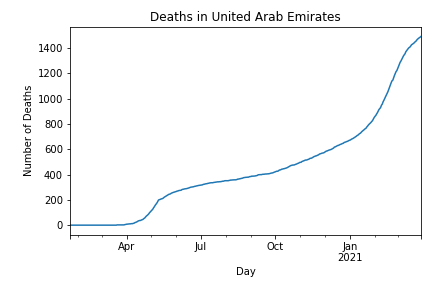 Deaths in United Arab Emirates
Number of Deaths
1400
1200
1000
800
600
400
200
0
Apr
Jul
Oct
Jan
2021
Day